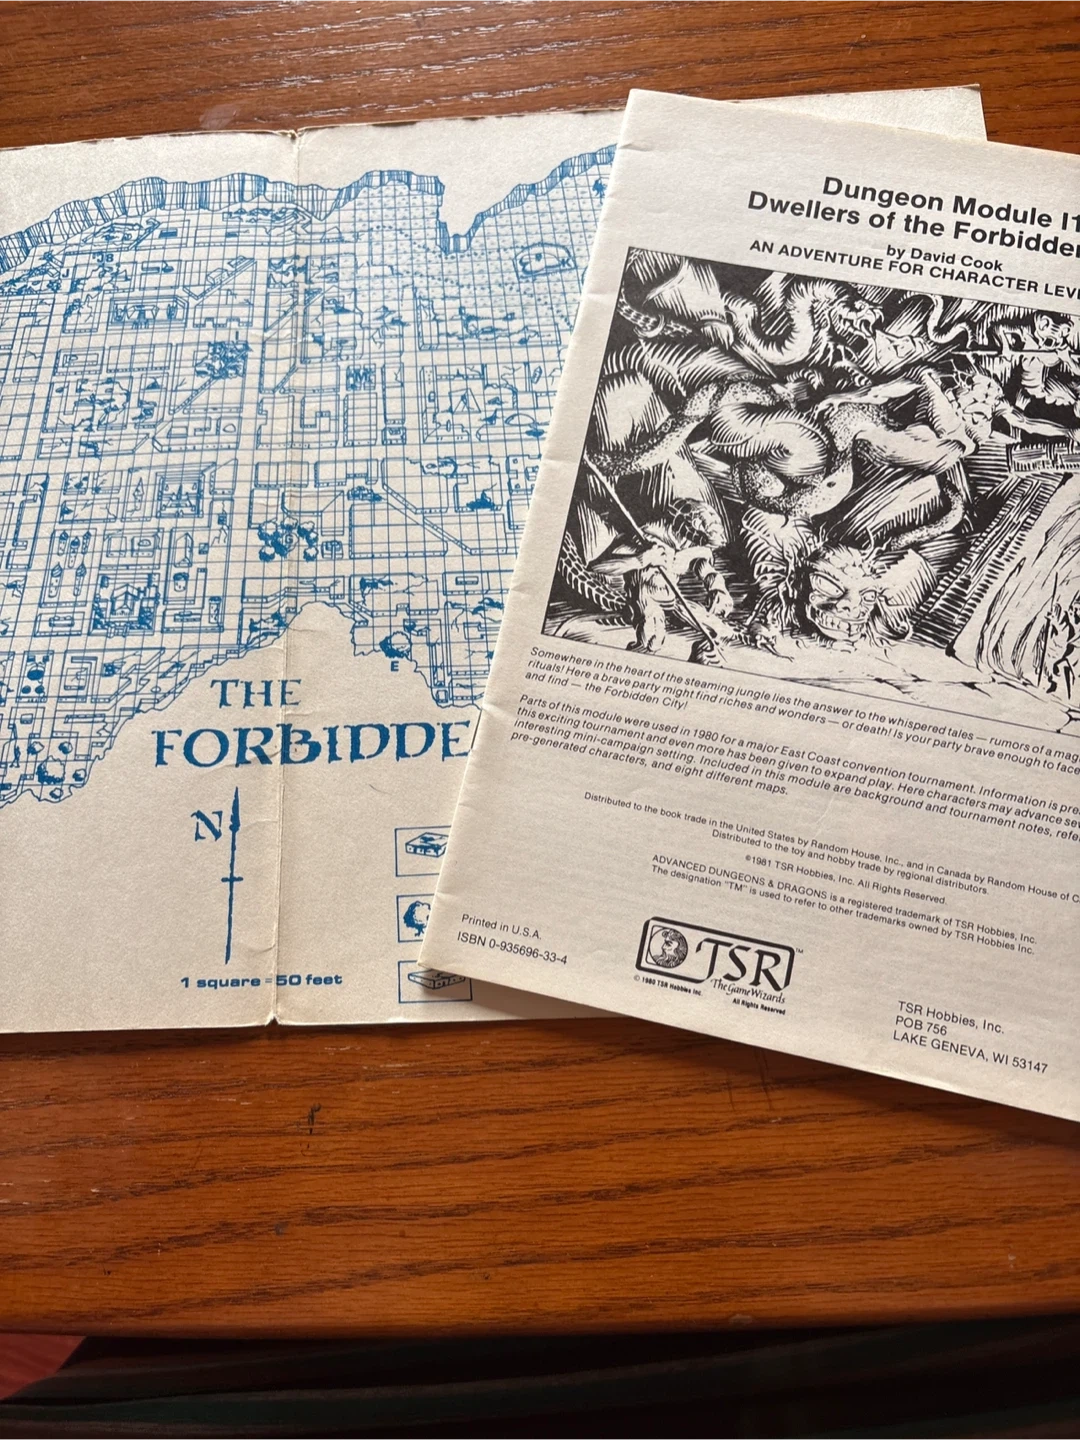 THE
FORBIDDE
N
1 square = 50 feet
E
J
K
Dungeon Module I1
Dwellers of the Forbidden
by David Cook
AN ADVENTURE FOR CHARACTER LEVE
Somewhere in the heart of the steaming jungle lies the answer to the whispered tales — rumors of a mag
rituals! Here a brave party might find riches and wonders — or death! Is your party brave enough to face
and find — the Forbidden City!
Parts of this module were used in 1980 for a major East Coast convention tournament. Information is pre
this exciting tournament and even more has been given to expand play. Here characters may advance sev
interesting mini-campaign setting. Included in this module are background and tournament notes, refe
pre-generated characters, and eight different maps.
Distributed to the book trade in the United States by Random House, Inc., and in Canada by Random House of C
Distributed to the toy and hobby trade by regional distributors.
©1981 TSR Hobbies, Inc. All Rights Reserved.
ADVANCED DUNGEONS & DRAGONS is a registered trademark of TSR Hobbies, Inc.
The designation "TM" is used to refer to other trademarks owned by TSR Hobbies Inc.
Printed in U.S.A.
ISBN 0-935696-33-4
TSR™
The Game Wizards
© 1980 TSR Hobbies Inc.
All Rights Reserved
TSR Hobbies, Inc.
POB 756
LAKE GENEVA, WI 53147